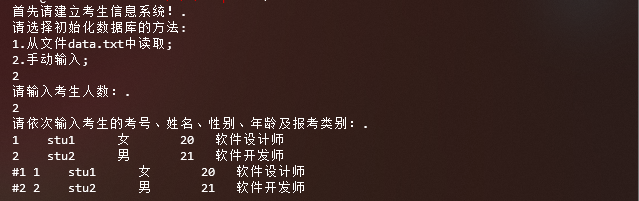 首先请建立考生信息系统！.
请选择初始化数据库的方法:
1.从文件data.txt中读取;
2.手动输入;
2
请输入考生人数：.
2
请依次输入考生的考号、姓名、性别、年龄及报考类别：.
1 stu1 女 20 软件设计师
2 stu2 男 21 软件开发师
#1 1 stu1 女 20 软件设计师
#2 2 stu2 男 21 软件开发师